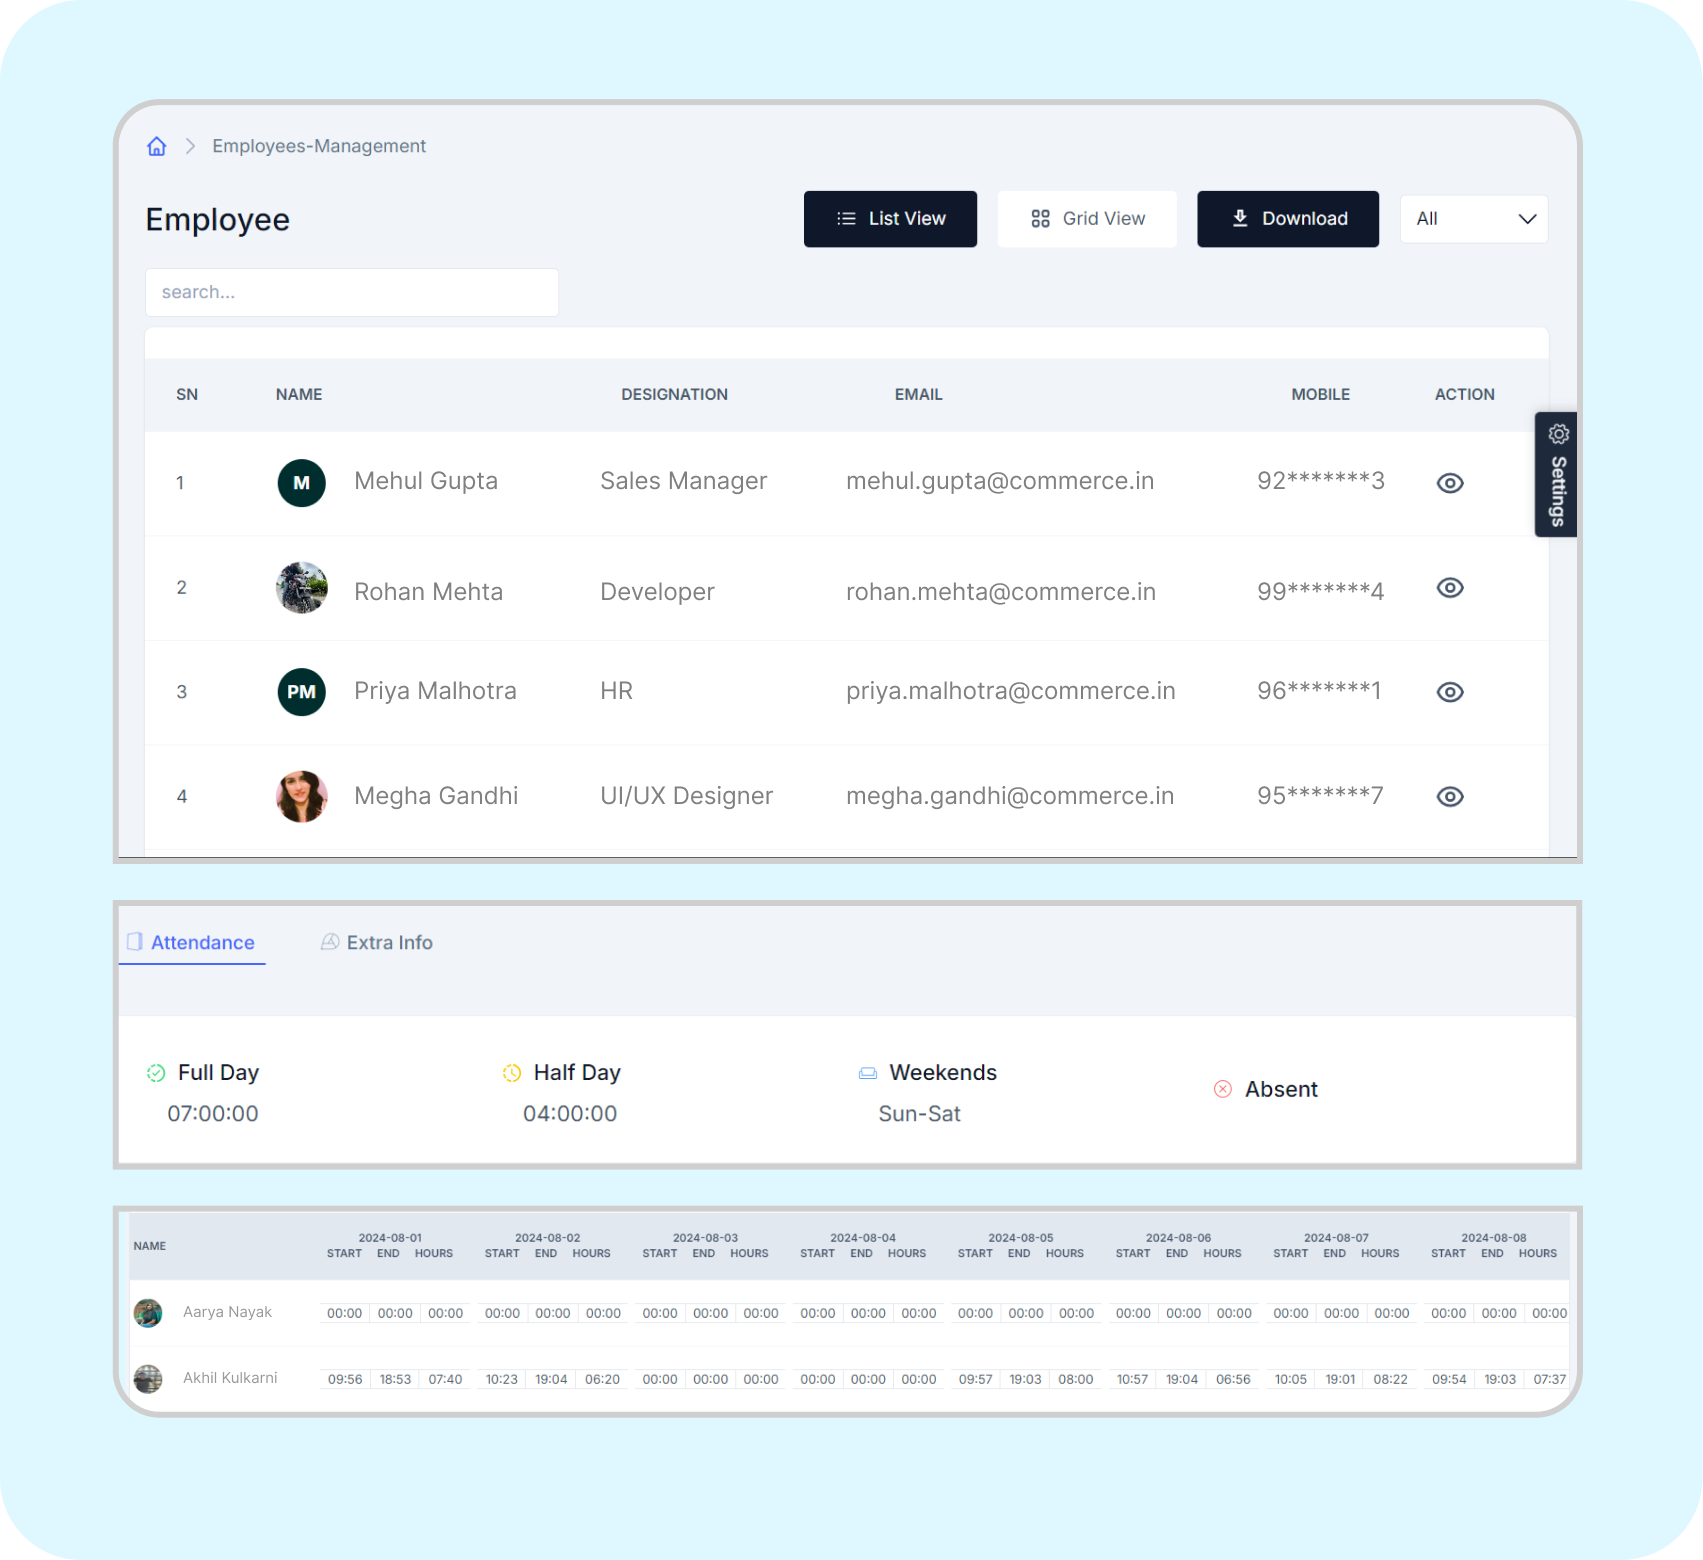 Employees-Management
Employee
List View
Grid View
Download
All
search...
SN NAME DESIGNATION EMAIL MOBILE ACTION
1 M Mehul Gupta Sales Manager mehul.gupta@commerce.in 92*******3
Settings
2 Rohan Mehta Developer rohan.mehta@commerce.in 99*******4
3 PM Priya Malhotra HR priya.malhotra@commerce.in 96*******1
4 Megha Gandhi UI/UX Designer megha.gandhi@commerce.in 95*******7
Attendance Extra Info
Full Day Half Day Weekends Absent
07:00:00 04:00:00 Sun-Sat
2024-08-01 2024-08-02 2024-08-03 2024-08-04 2024-08-05 2024-08-06 2024-08-07 2024-08-08
NAME START END HOURS START END HOURS START END HOURS START END HOURS START END HOURS START END HOURS START END HOURS START END HOURS
Aarya Nayak 00:00 00:00 00:00 00:00 00:00 00:00 00:00 00:00 00:00 00:00 00:00 00:00 00:00 00:00 00:00 00:00 00:00 00:00 00:00 00:00 00:00 00:00 00:00 00:00
Akhil Kulkarni 09:56 18:53 07:40 10:23 19:04 06:20 00:00 00:00 00:00 00:00 00:00 00:00 09:57 19:03 08:00 10:57 19:04 06:56 10:05 19:01 08:22 09:54 19:03 07:37